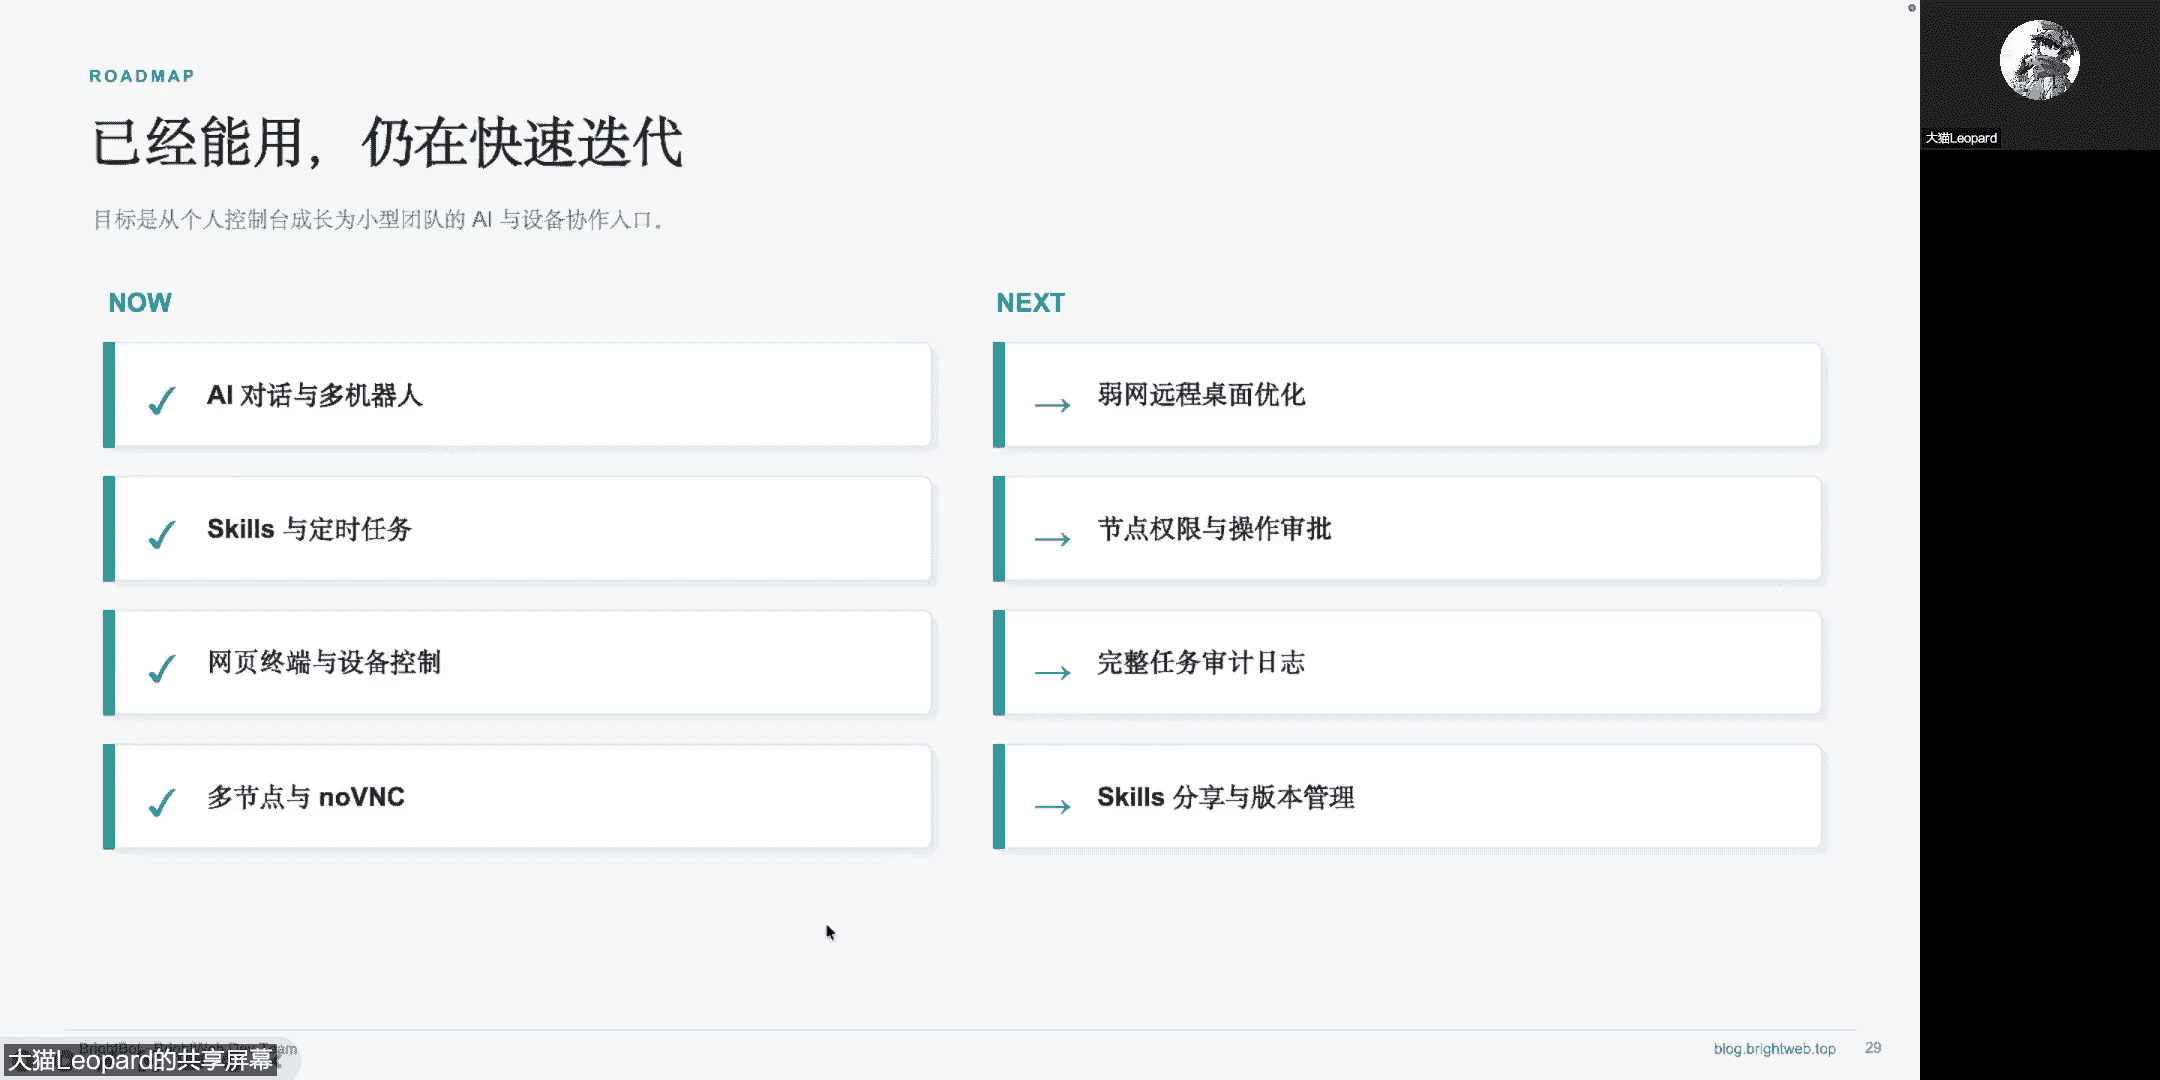 ROADMAP
已经能用，仍在快速迭代
目标是从个人控制台成长为小型团队的 AI 与设备协作入口。
NOW
✓ AI 对话与多机器人
✓ Skills 与定时任务
✓ 网页终端与设备控制
✓ 多节点与 noVNC
NEXT
→ 弱网远程桌面优化
→ 节点权限与操作审批
→ 完整任务审计日志
→ Skills 分享与版本管理
blog.brightweb.top
29
大猫Leopard的共享屏幕
大猫Leopard